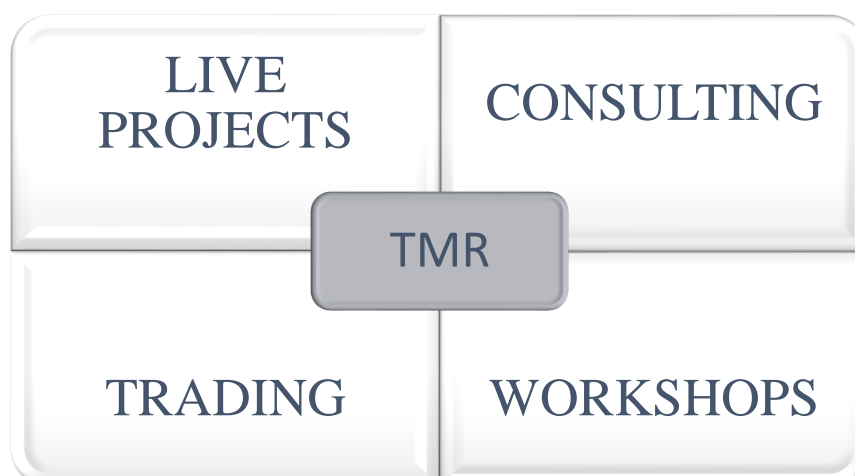 LIVE
PROJECTS
CONSULTING
TMR
TRADING
WORKSHOPS